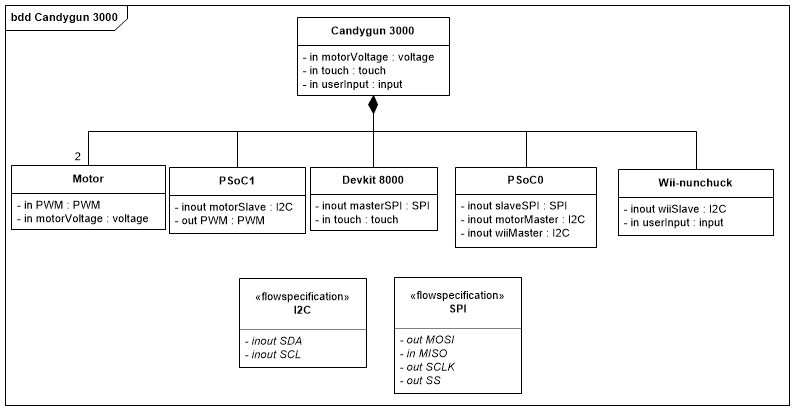 bdd Candygun 3000
Candygun 3000
- in motorVoltage : voltage
- in touch : touch
- in userInput : input
2
Motor
- in PWM : PWM
- in motorVoltage : voltage
PSoC1
- inout motorSlave : I2C
- out PWM : PWM
Devkit 8000
- inout masterSPI : SPI
- in touch : touch
PSoC0
- inout slaveSPI : SPI
- inout motorMaster : I2C
- inout wiiMaster : I2C
Wii-nunchuck
- inout wiiSlave : I2C
- in userInput : input
«flowspecification»
I2C
- inout SDA
- inout SCL
«flowspecification»
SPI
- out MOSI
- in MISO
- out SCLK
- out SS